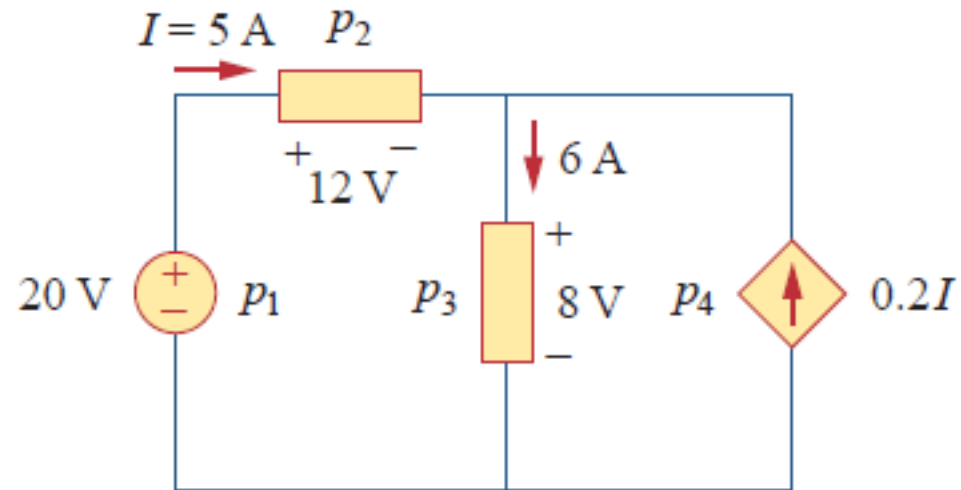 I = 5 A
p2
+ −
12 V
6 A
20 V
+
−
p1
p3
+
8 V
−
p4
0.2I